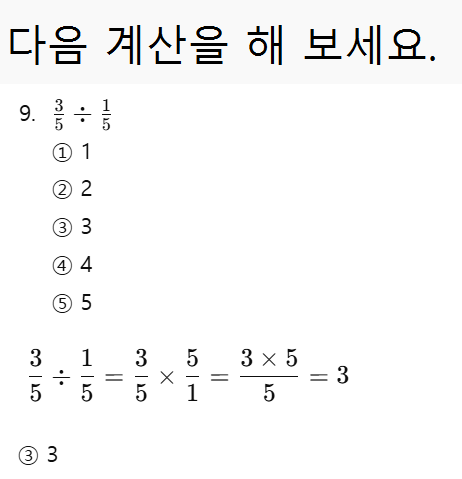 다음 계산을 해 보세요.
9. 3/5 ÷ 1/5
① 1
② 2
③ 3
④ 4
⑤ 5
3/5 ÷ 1/5 = 3/5 × 5/1 = (3 × 5)/5 = 3
③ 3